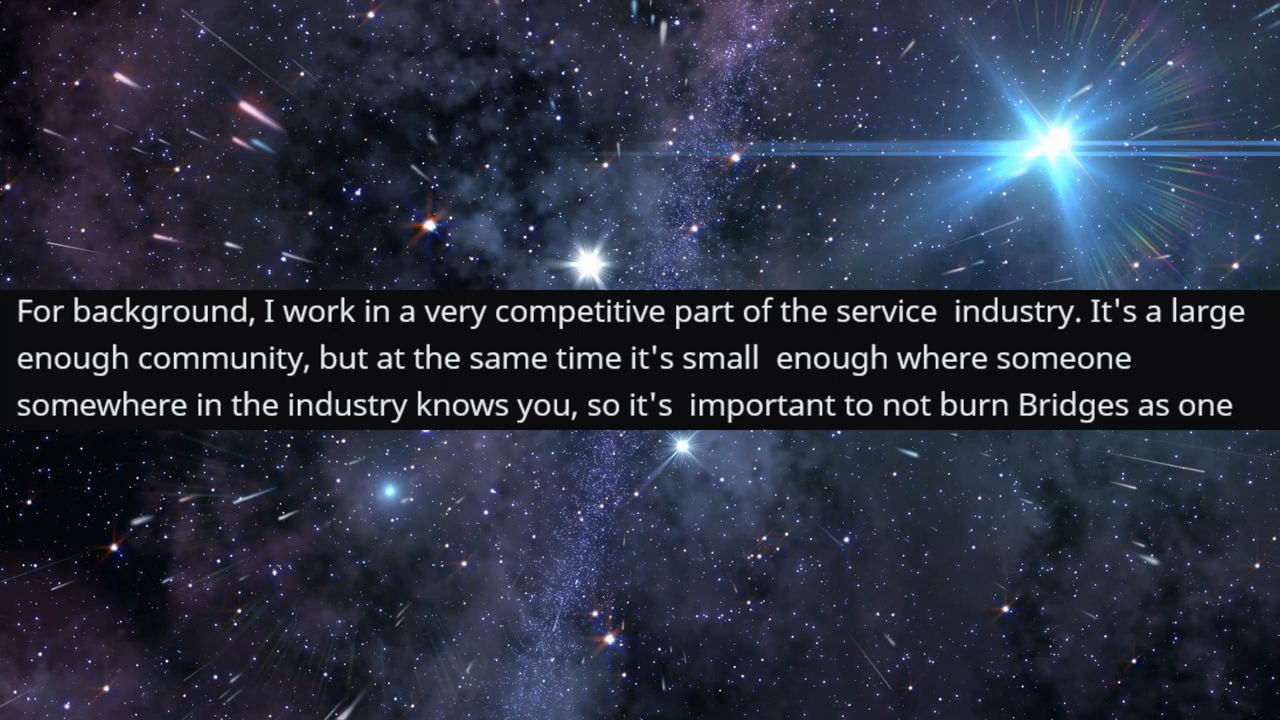 For background, I work in a very competitive part of the service  industry. It's a large
enough community, but at the same time it's small  enough where someone
somewhere in the industry knows you, so it's  important to not burn Bridges as one